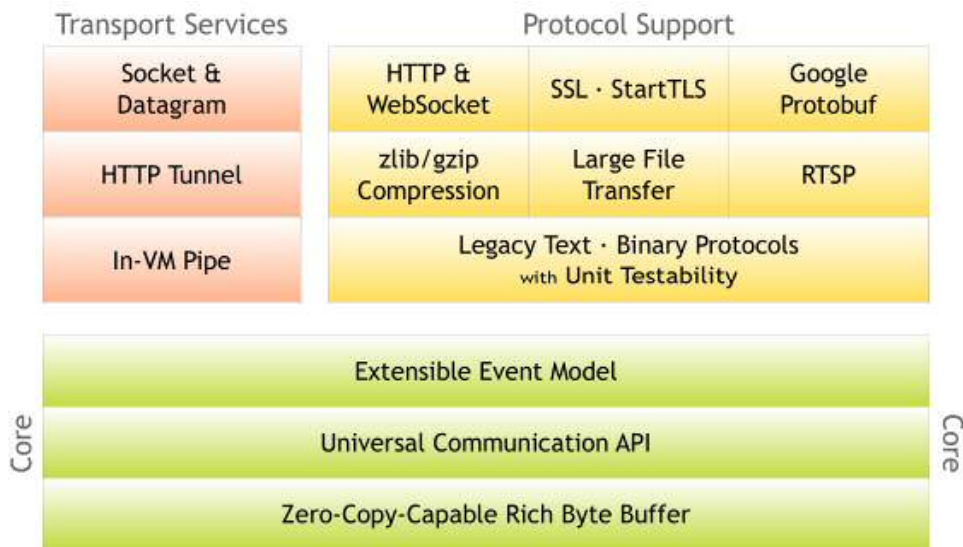 Transport Services
Protocol Support
Socket &
Datagram
HTTP &
WebSocket
SSL · StartTLS
Google
Protobuf
HTTP Tunnel
zlib/gzip
Compression
Large File
Transfer
RTSP
In-VM Pipe
Legacy Text · Binary Protocols
with Unit Testability
Core
Extensible Event Model
Universal Communication API
Zero-Copy-Capable Rich Byte Buffer
Core